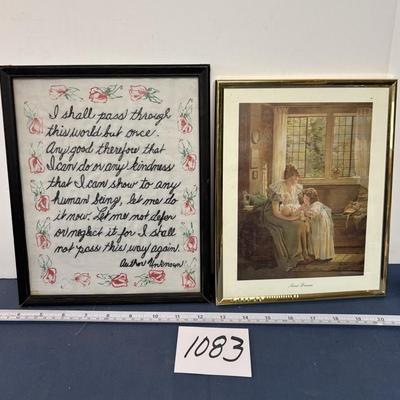 I shall pass through
this world but once.
Any good therefore that
I can do or any kindness
that I can show to any
human being, let me do
it now. Let me not defer
or neglect it for I shall
not pass this way again.
Author Unknown
1083